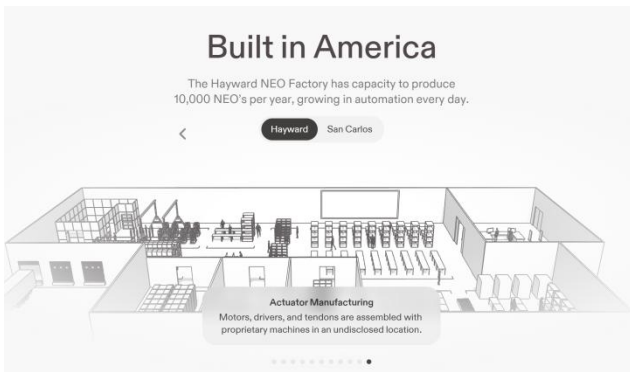 Built in America
The Hayward NEO Factory has capacity to produce
10,000 NEO's per year, growing in automation every day.
Hayward San Carlos
Actuator Manufacturing
Motors, drivers, and tendons are assembled with
proprietary machines in an undisclosed location.